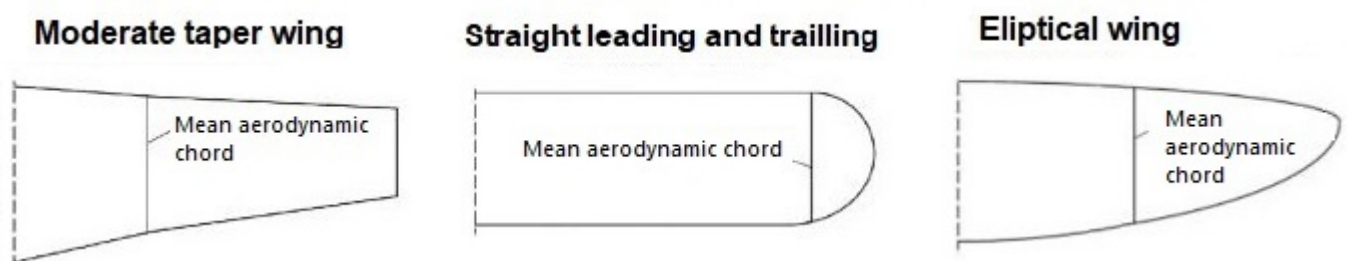 Moderate taper wing
Straight leading and trailling
Eliptical wing
Mean aerodynamic
chord
Mean aerodynamic chord
Mean
aerodynamic
chord